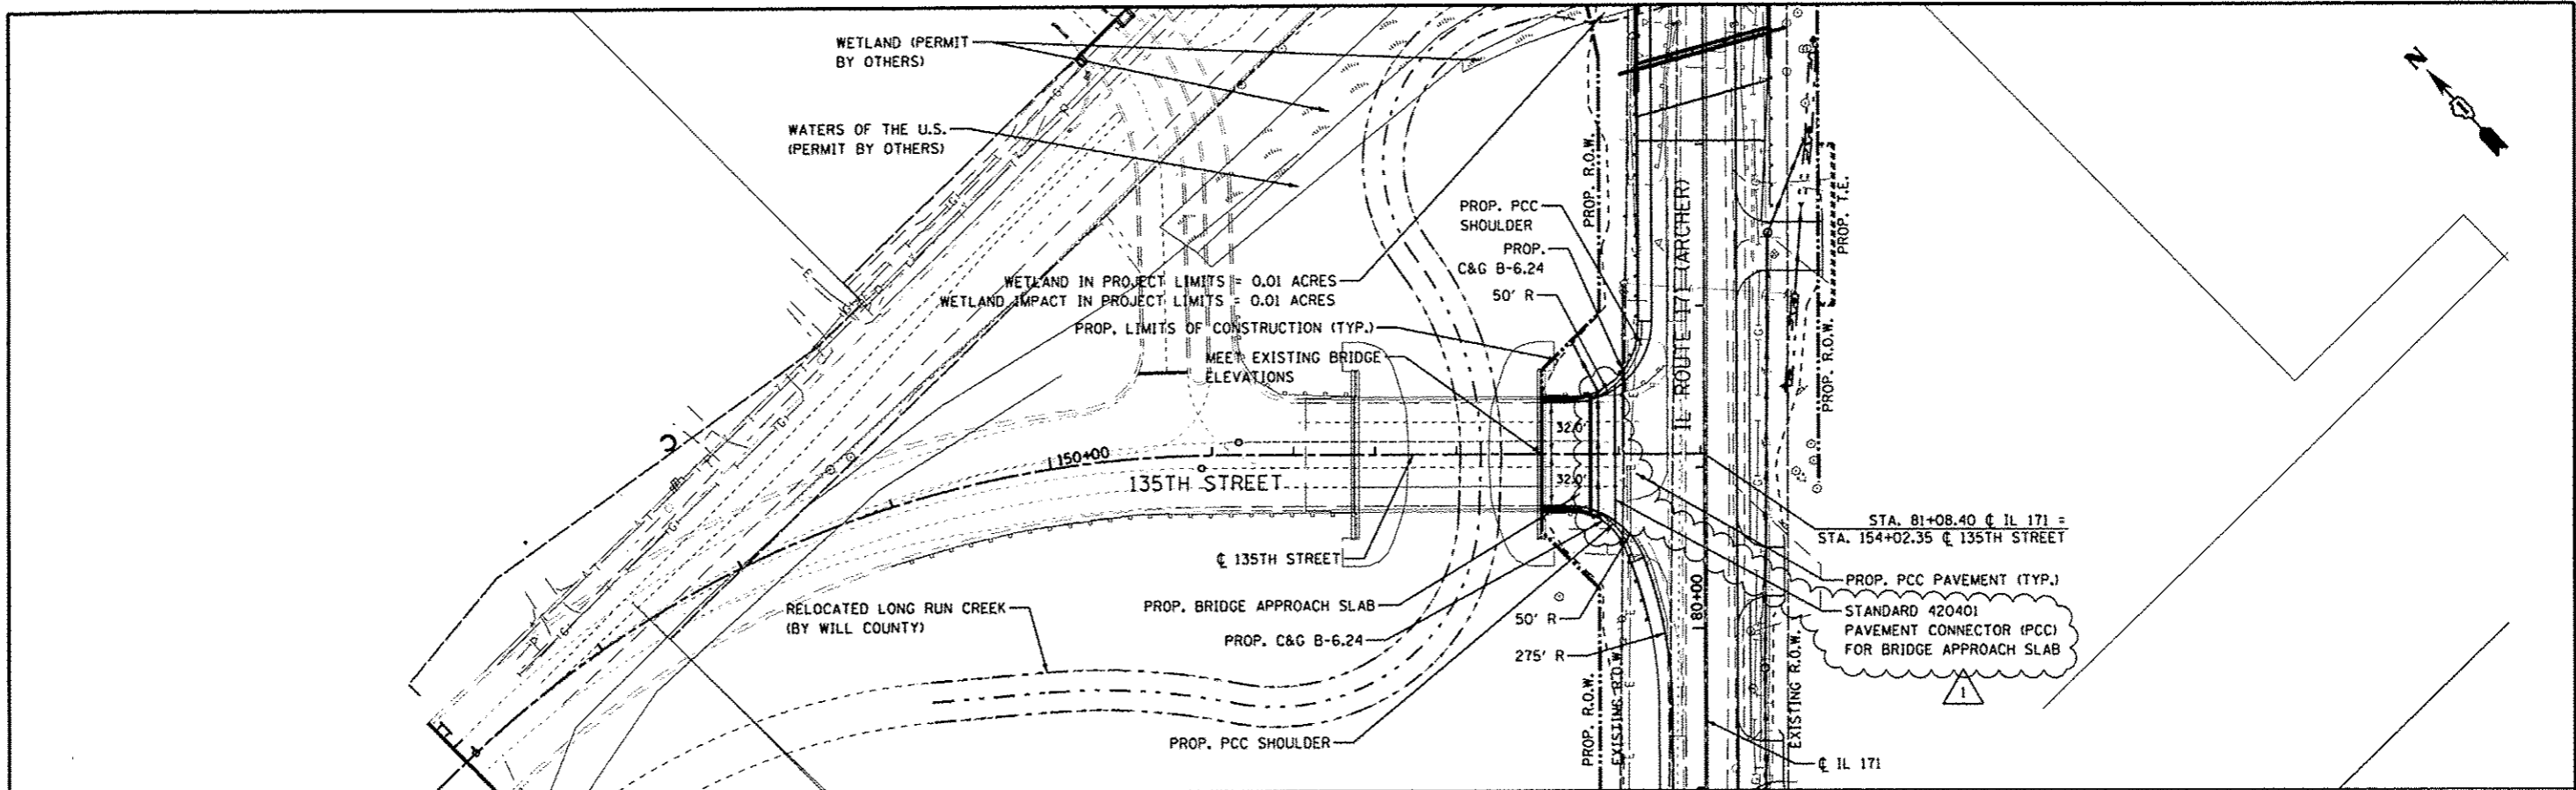 WETLAND (PERMIT
BY OTHERS)
WATERS OF THE U.S.
(PERMIT BY OTHERS)
WETLAND IN PROJECT LIMITS = 0.01 ACRES
WETLAND IMPACT IN PROJECT LIMITS = 0.01 ACRES
PROP. LIMITS OF CONSTRUCTION (TYP.)
MEET EXISTING BRIDGE
ELEVATIONS
PROP. PCC
SHOULDER
PROP.
C&G B-6.24
50' R
PROP. R.O.W.
IL ROUTE 171 (ARCHER)
PROP. R.O.W.
PROP. T.E.
N
32.0'
32.0'
150+00
135TH STREET
℄ 135TH STREET
RELOCATED LONG RUN CREEK
(BY WILL COUNTY)
PROP. BRIDGE APPROACH SLAB
PROP. C&G B-6.24
PROP. PCC SHOULDER
50' R
275' R
PROP. R.O.W.
EXISTING R.O.W.
180+00
EXISTING R.O.W.
STA. 81+08.40 ℄ IL 171 =
STA. 154+02.35 ℄ 135TH STREET
PROP. PCC PAVEMENT (TYP.)
STANDARD 420401
PAVEMENT CONNECTOR (PCC)
FOR BRIDGE APPROACH SLAB
1
℄ IL 171